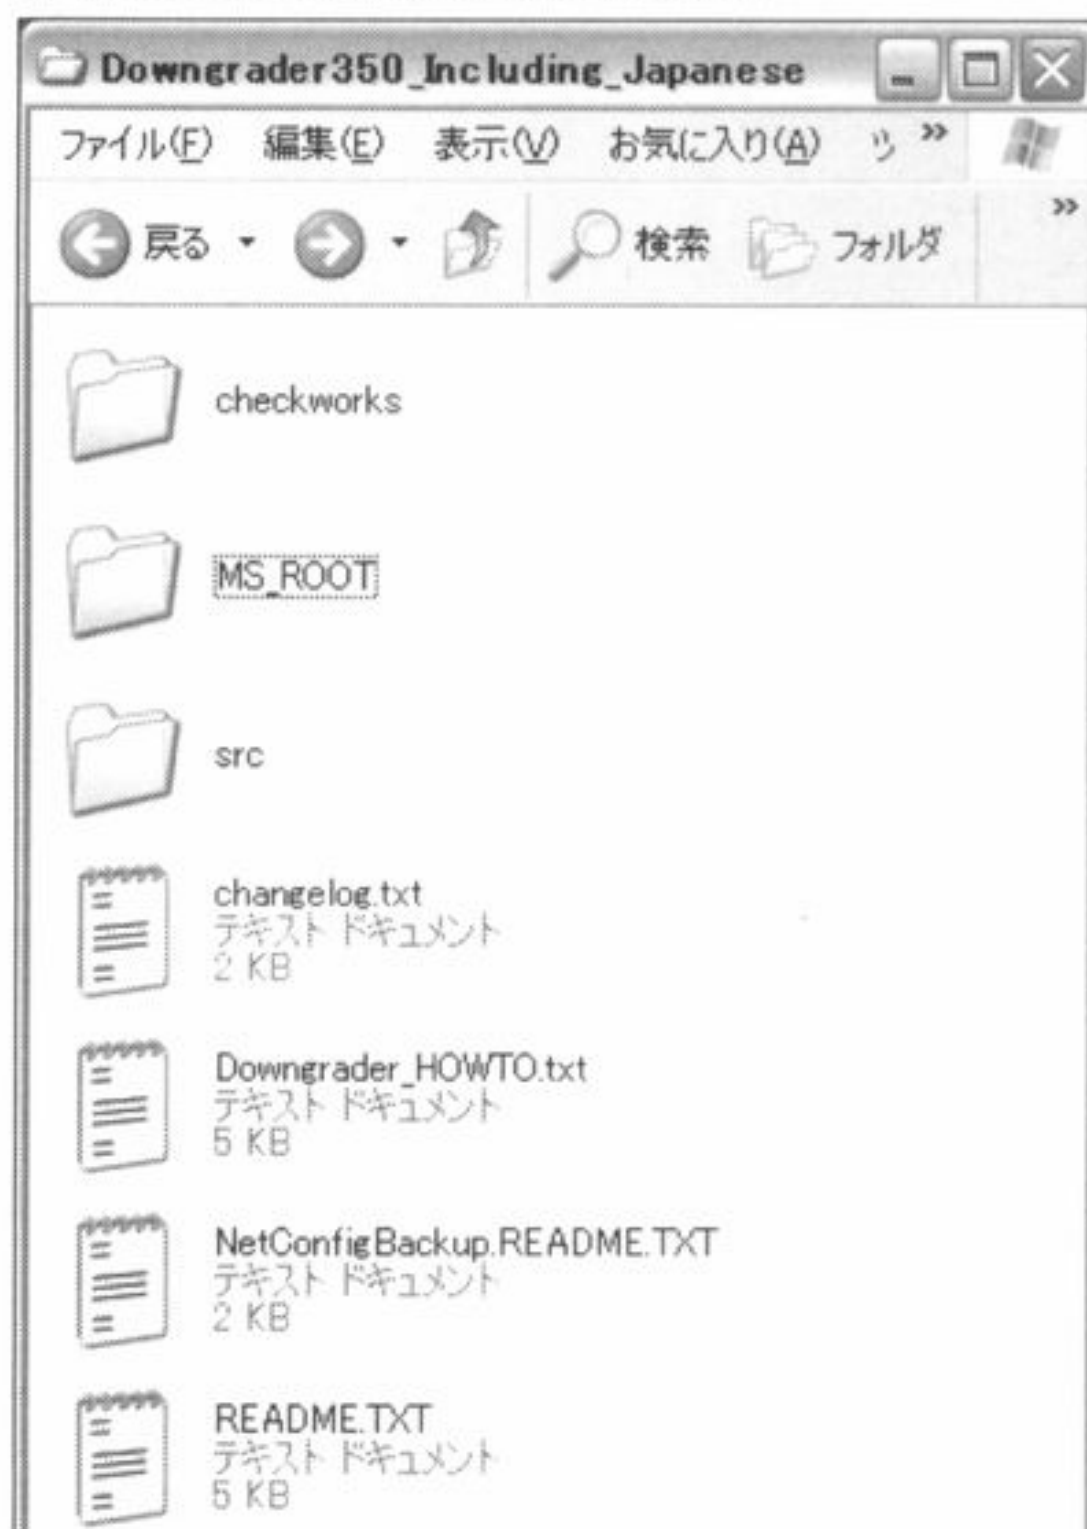 Downgrader350_Including_Japanese
ファイル(F) 編集(E) 表示(V) お気に入り(A) ツ »
戻る 検索 フォルダ »
checkworks
MS_ROOT
src
changelog.txt
テキスト ドキュメント
2 KB
Downgrader_HOWTO.txt
テキスト ドキュメント
5 KB
NetConfigBackup.README.TXT
テキスト ドキュメント
2 KB
README.TXT
テキスト ドキュメント
5 KB